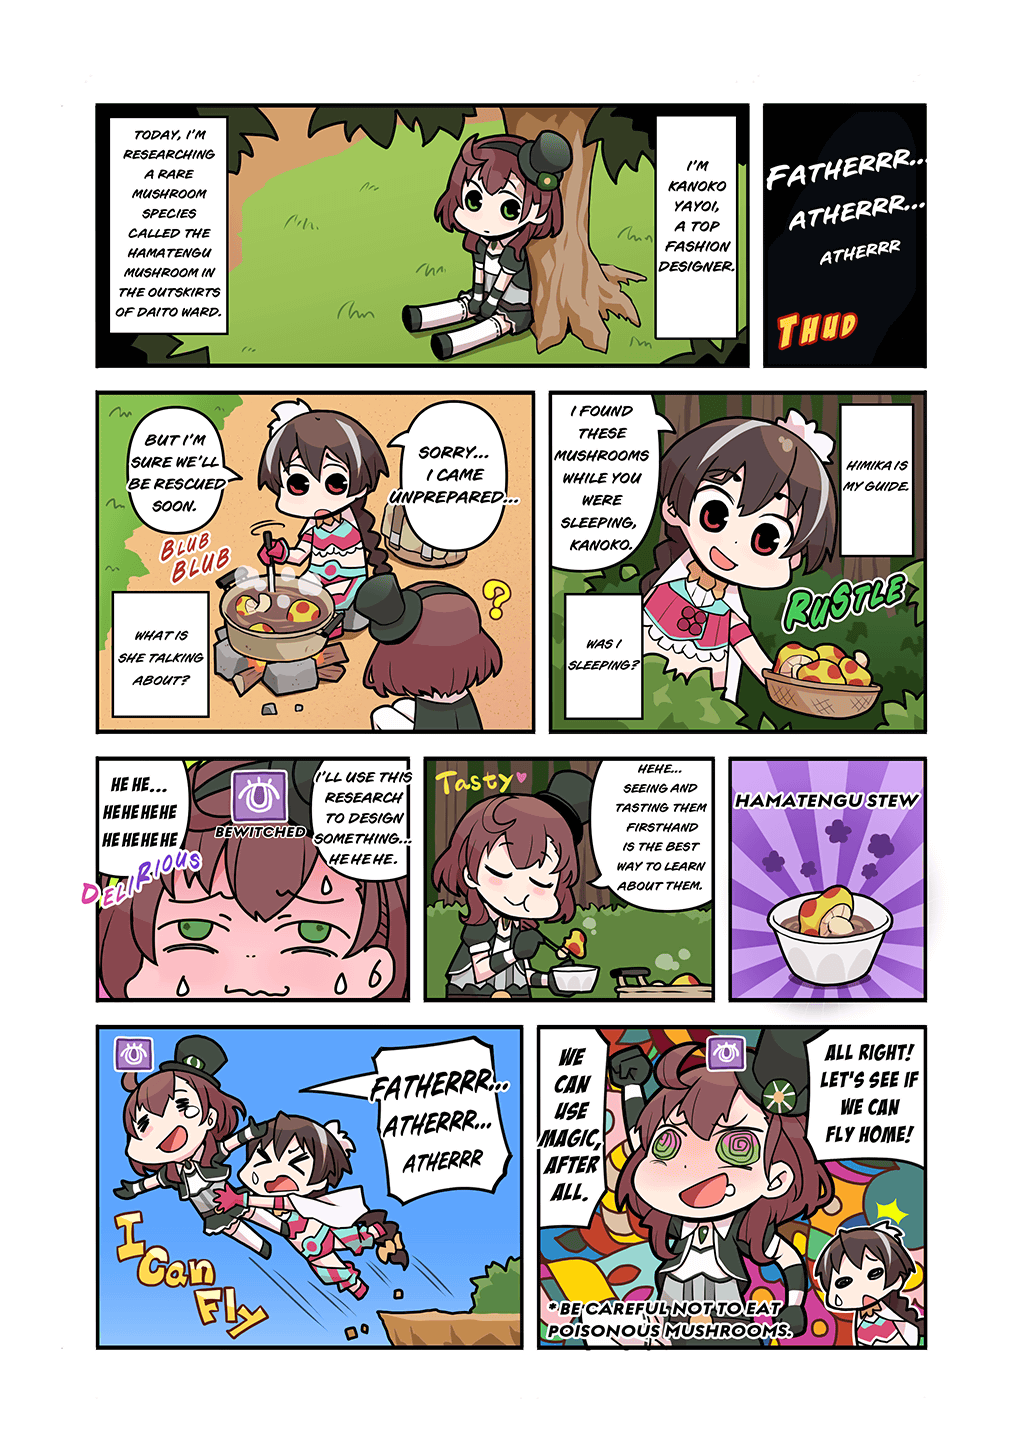 FATHERRR...
ATHERRR...
ATHERRR
THUD
I'M
KANOKO
YAYOI,
A TOP
FASHION
DESIGNER.
TODAY, I'M
RESEARCHING
A RARE
MUSHROOM
SPECIES
CALLED THE
HAMATENGU
MUSHROOM IN
THE OUTSKIRTS
OF DAITO WARD.
HIMIKA IS
MY GUIDE.
I FOUND
THESE
MUSHROOMS
WHILE YOU
WERE
SLEEPING,
KANOKO.
RUSTLE
WAS I
SLEEPING?
SORRY...
I CAME
UNPREPARED...
BUT I'M
SURE WE'LL
BE RESCUED
SOON.
BLUB
BLUB
?
WHAT IS
SHE TALKING
ABOUT?
HAMATENGU STEW
HEHE...
SEEING AND
TASTING THEM
FIRSTHAND
IS THE BEST
WAY TO LEARN
ABOUT THEM.
Tasty♥
I'LL USE THIS
RESEARCH
TO DESIGN
SOMETHING...
HEHEHE.
BEWITCHED
HE HE...
HEHEHEHE
HEHEHEHE
DELIRIOUS
ALL RIGHT!
LET'S SEE IF
WE CAN
FLY HOME!
WE
CAN
USE
MAGIC,
AFTER
ALL.
* BE CAREFUL NOT TO EAT
POISONOUS MUSHROOMS.
FATHERRR...
ATHERRR...
ATHERRR
I
Can
Fly